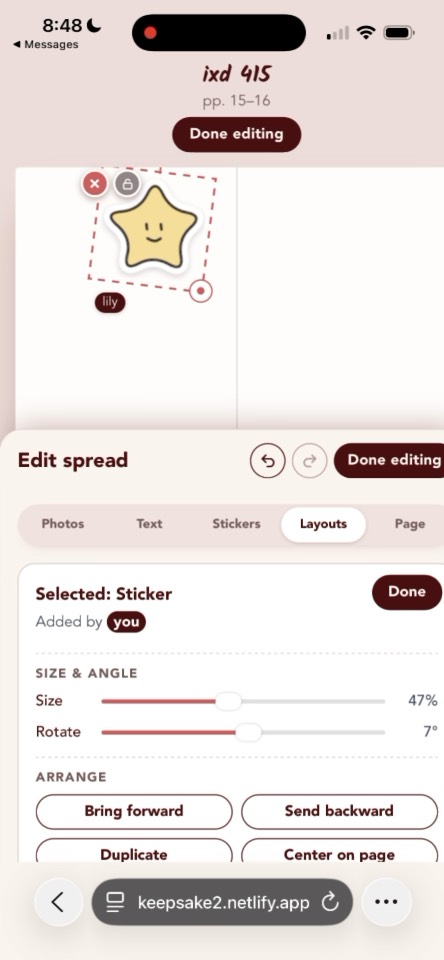 8:48
Messages
ixd 415
pp. 15–16
Done editing
lily
Edit spread
Done editing
Photos Text Stickers Layouts Page
Selected: Sticker
Done
Added by you
SIZE & ANGLE
Size 47%
Rotate 7°
ARRANGE
Bring forward Send backward
Duplicate Center on page
keepsake2.netlify.app